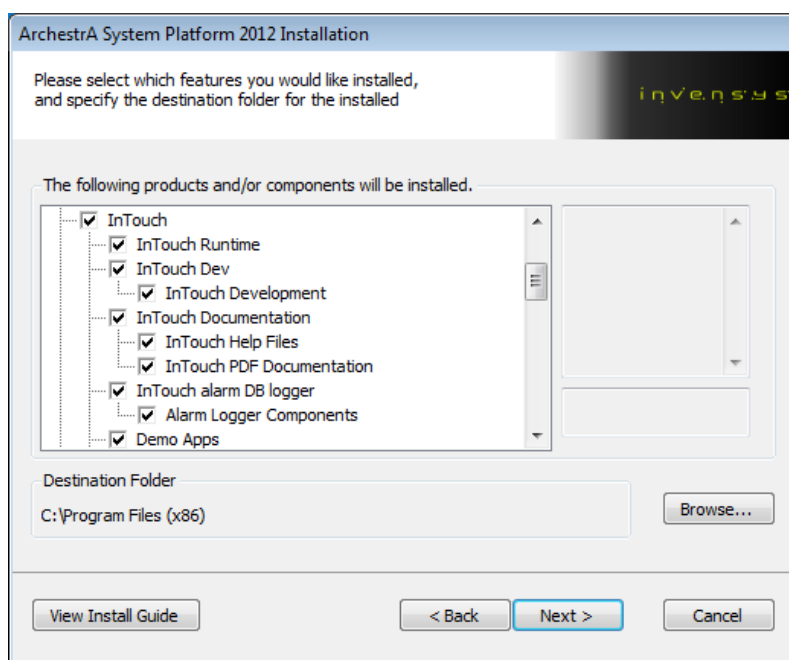 ArchestrA System Platform 2012 Installation
Please select which features you would like installed,
and specify the destination folder for the installed
invensys
The following products and/or components will be installed.
InTouch
InTouch Runtime
InTouch Dev
InTouch Development
InTouch Documentation
InTouch Help Files
InTouch PDF Documentation
InTouch alarm DB logger
Alarm Logger Components
Demo Apps
Destination Folder
C:\Program Files (x86)
Browse...
View Install Guide
< Back
Next >
Cancel